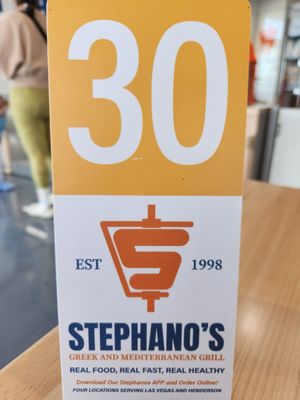 30
EST 1998
STEPHANO'S
GREEK AND MEDITERRANEAN GRILL
REAL FOOD, REAL FAST, REAL HEALTHY
Download Our Stephanos APP and Order Online!
FOUR LOCATIONS SERVING LAS VEGAS AND HENDERSON